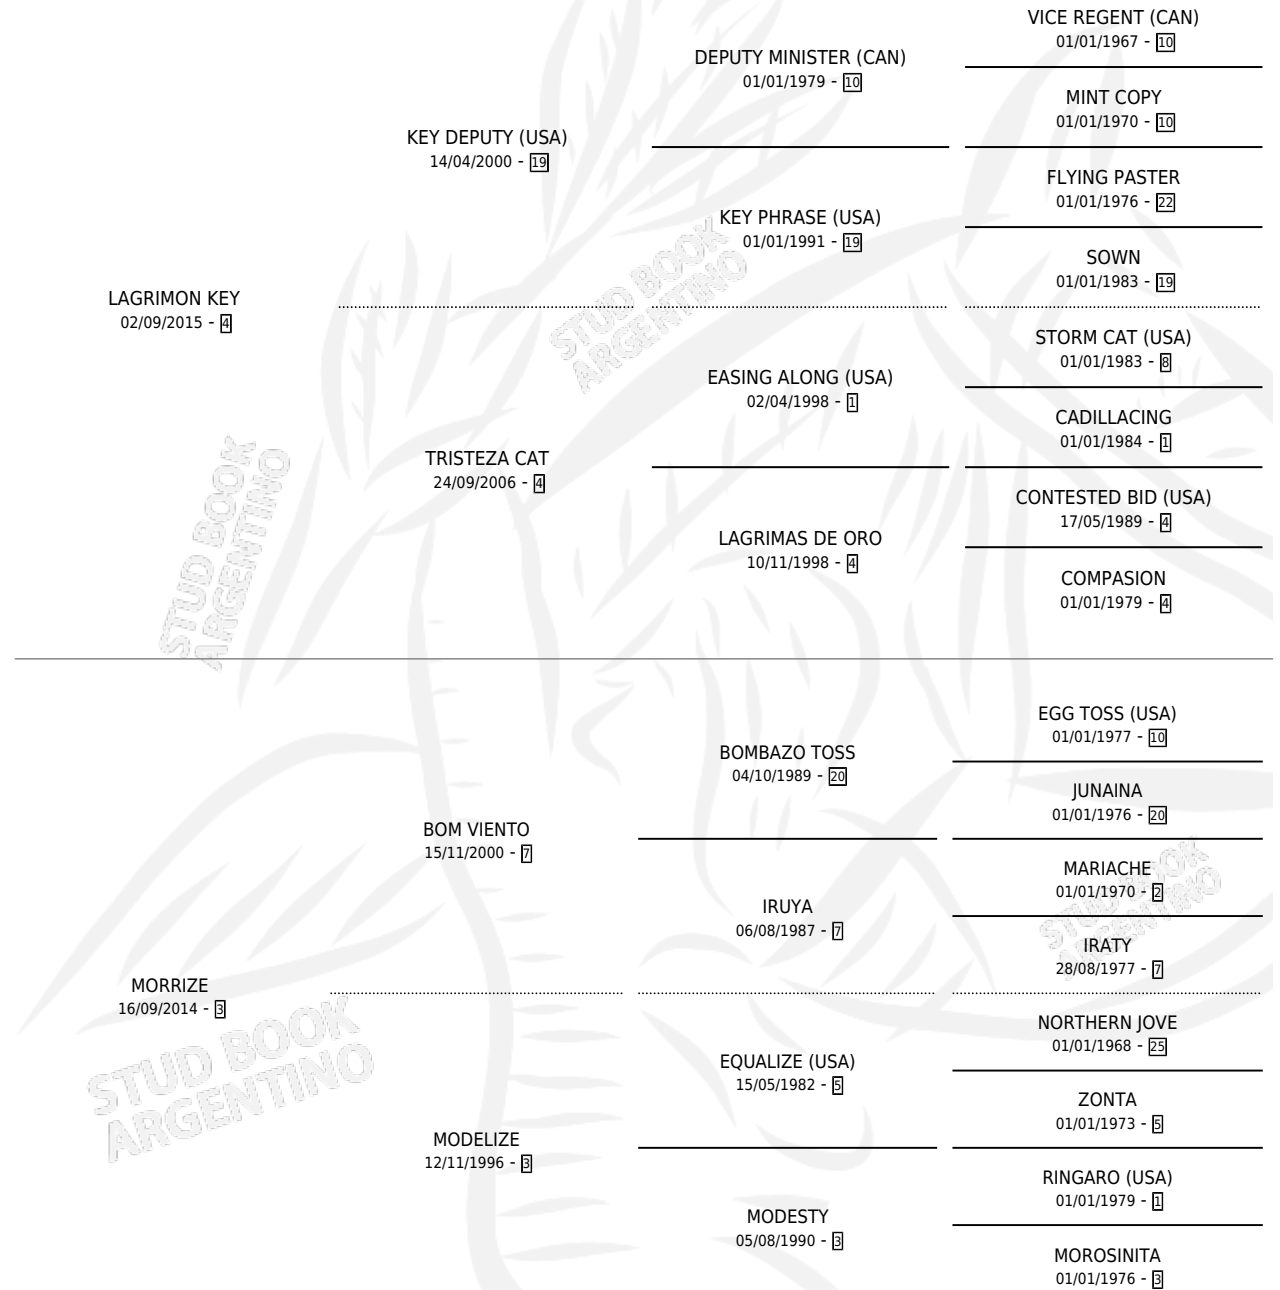 VICE REGENT (CAN)
01/01/1967 - 10
DEPUTY MINISTER (CAN)
01/01/1979 - 10
MINT COPY
01/01/1970 - 10
KEY DEPUTY (USA)
14/04/2000 - 19
FLYING PASTER
01/01/1976 - 22
KEY PHRASE (USA)
01/01/1991 - 19
SOWN
01/01/1983 - 19
LAGRIMON KEY
02/09/2015 - 4
STORM CAT (USA)
01/01/1983 - 8
EASING ALONG (USA)
02/04/1998 - 1
CADILLACING
01/01/1984 - 1
TRISTEZA CAT
24/09/2006 - 4
CONTESTED BID (USA)
17/05/1989 - 4
LAGRIMAS DE ORO
10/11/1998 - 4
COMPASION
01/01/1979 - 4
EGG TOSS (USA)
01/01/1977 - 10
BOMBAZO TOSS
04/10/1989 - 20
JUNAINA
01/01/1976 - 20
BOM VIENTO
15/11/2000 - 7
MARIACHE
01/01/1970 - 2
IRUYA
06/08/1987 - 7
IRATY
28/08/1977 - 7
MORRIZE
16/09/2014 - 3
NORTHERN JOVE
01/01/1968 - 25
EQUALIZE (USA)
15/05/1982 - 5
ZONTA
01/01/1973 - 5
MODELIZE
12/11/1996 - 3
RINGARO (USA)
01/01/1979 - 1
MODESTY
05/08/1990 - 3
MOROSINITA
01/01/1976 - 3
STUD BOOK
ARGENTINO
STUD BOOK
ARGENTINO
STUD BOOK
ARGENTINO
STUD BOOK
ARGENTINO